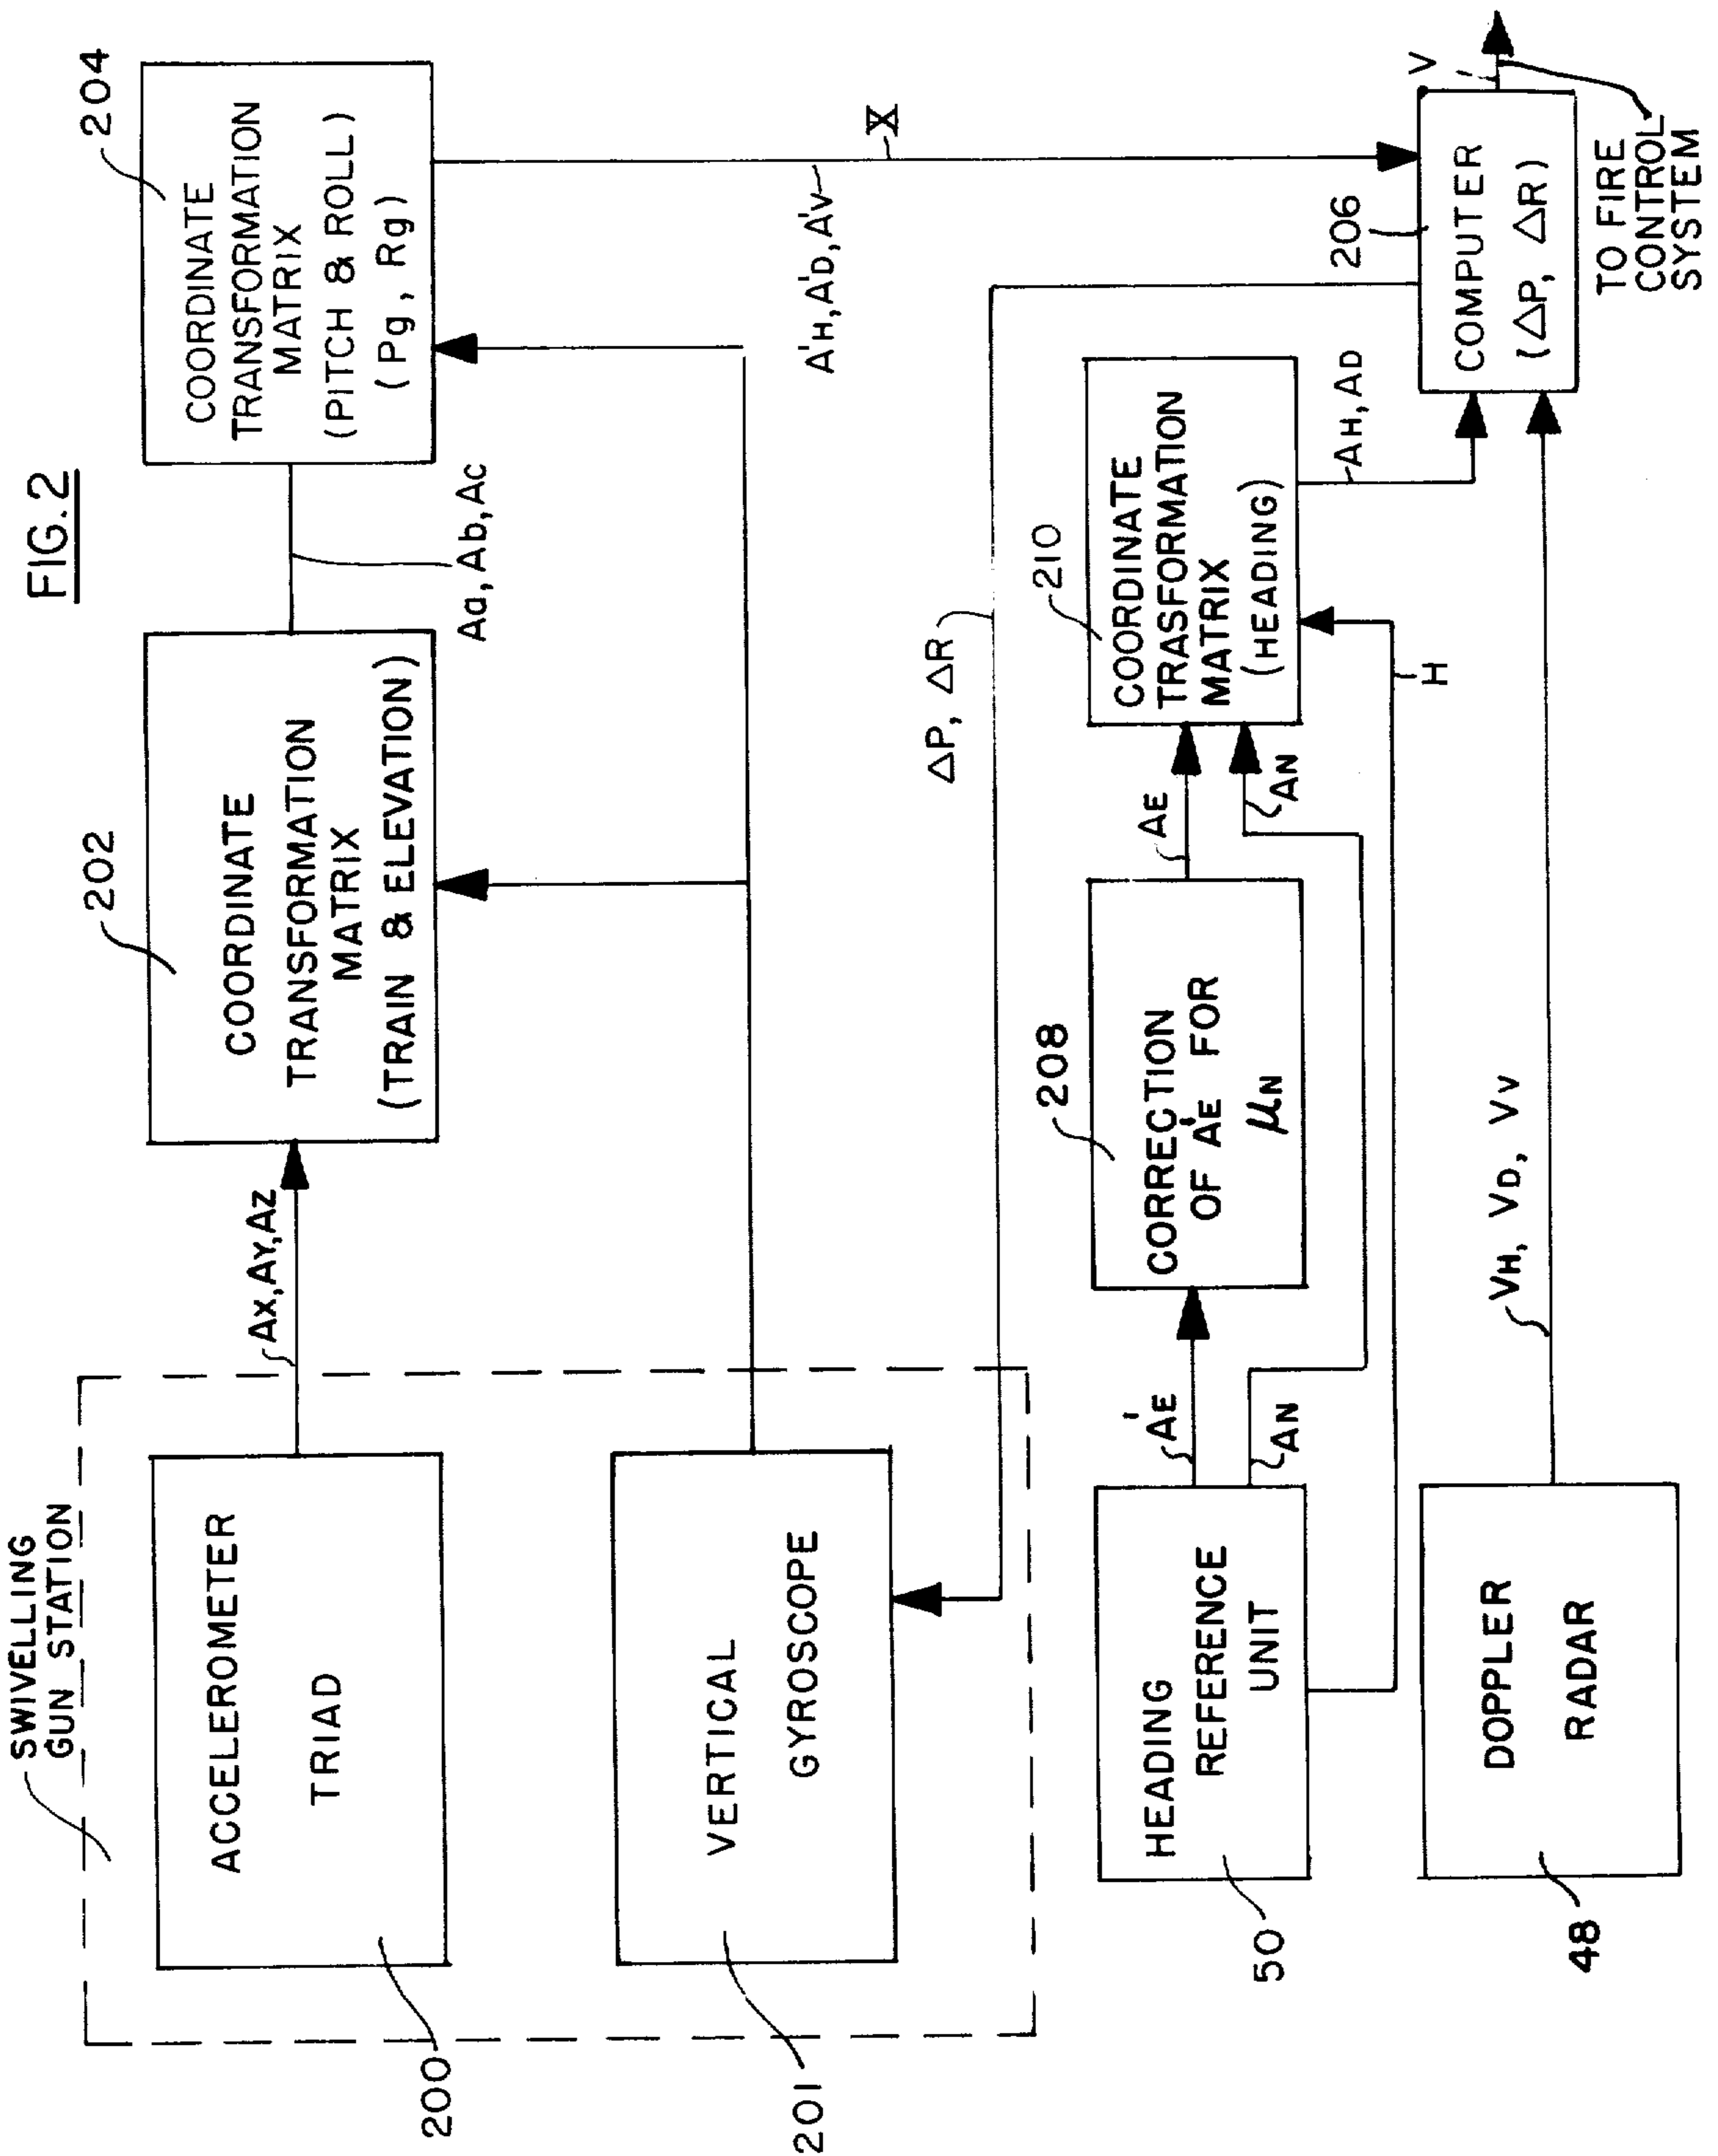 FIG. 2
SWIVELLING
GUN STATION
ACCELEROMETER
TRIAD
200
AX, AY, AZ
202
COORDINATE
TRANSFORMATION
MATRIX
(TRAIN & ELEVATION)
Aa, Ab, Ac
204
COORDINATE
TRANSFORMATION
MATRIX
(PITCH & ROLL)
(Pg, Rg)
VERTICAL
GYROSCOPE
201
A'H, A'D, A'V
X
ΔP, ΔR
HEADING
REFERENCE
UNIT
50
A'E
AN
208
CORRECTION
OF A'E FOR
μN
AE
AN
210
COORDINATE
TRASFORMATION
MATRIX
(HEADING)
AH, AD
H
206
COMPUTER
(ΔP, ΔR)
V
TO FIRE
CONTROL
SYSTEM
DOPPLER
RADAR
48
VH, VD, VV